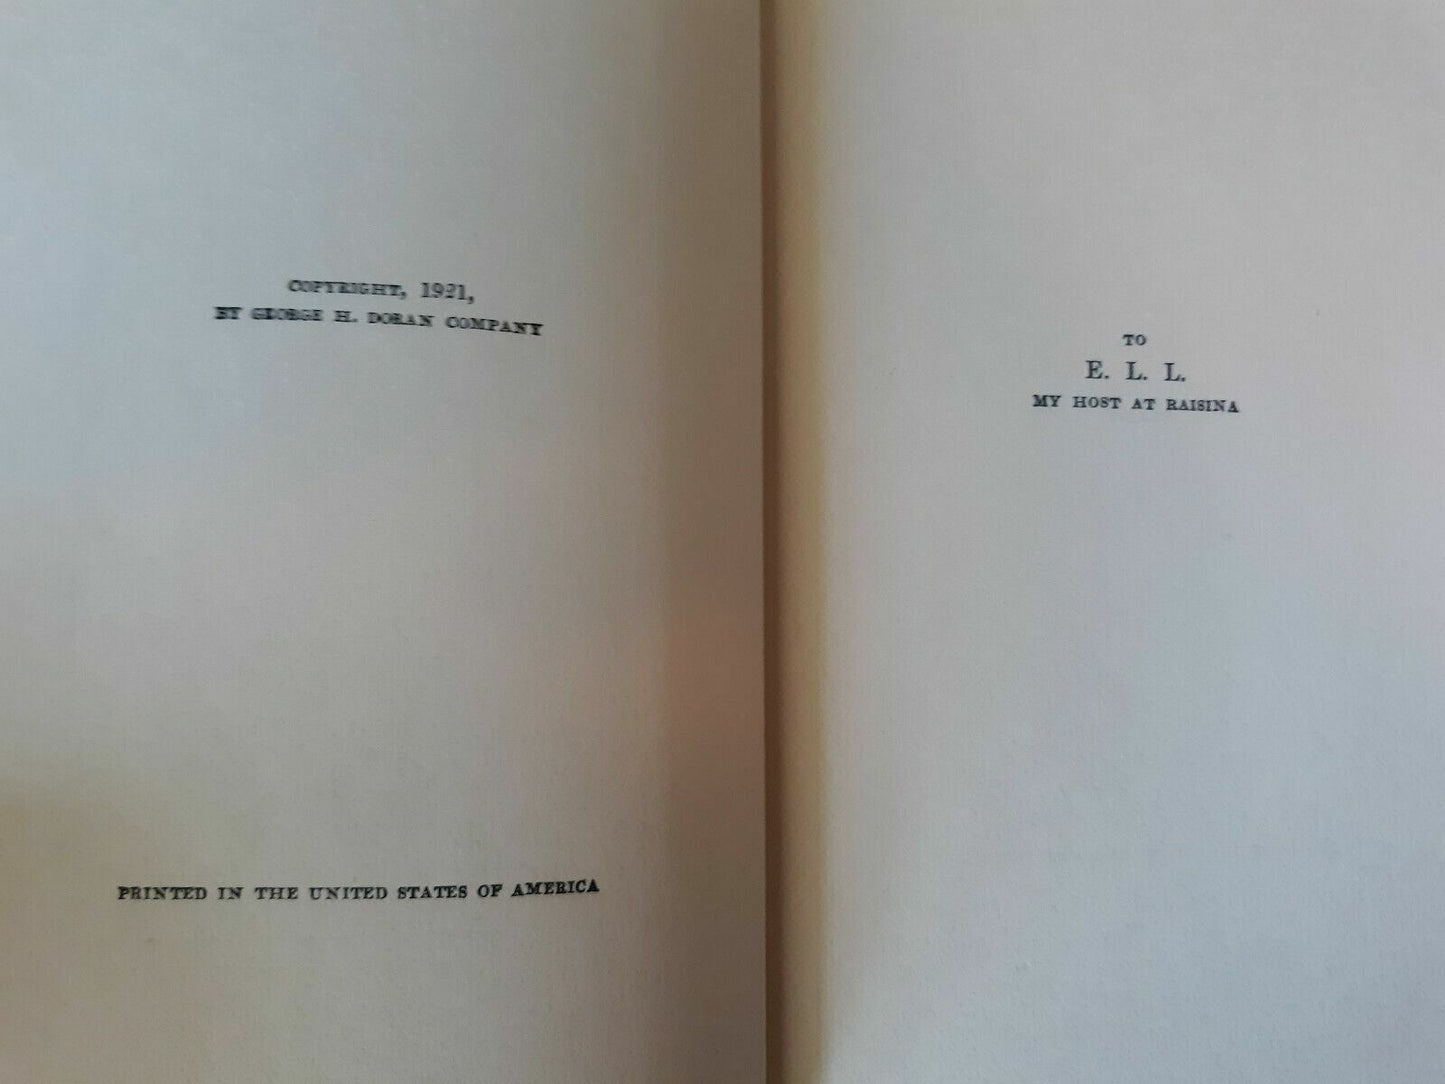 COPYRIGHT, 1921,
BY GEORGE H. DORAN COMPANY
PRINTED IN THE UNITED STATES OF AMERICA
TO
E. L. L.
MY HOST AT RAISINA